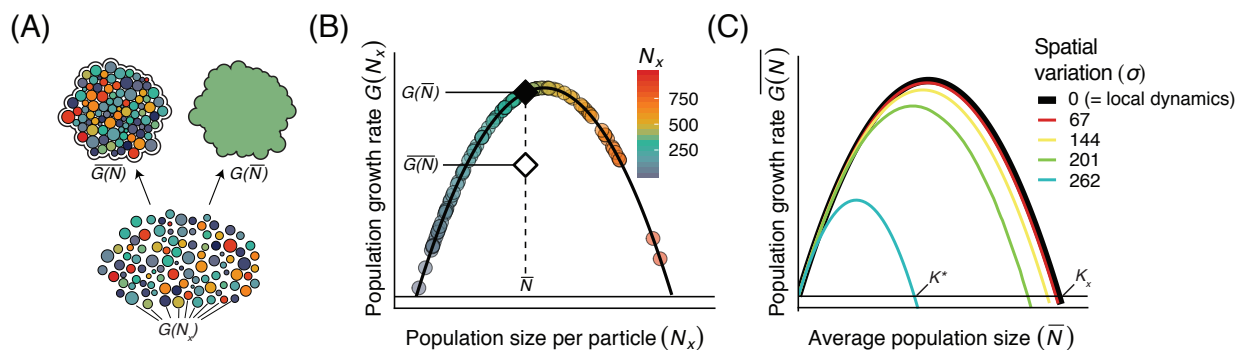 (A)
G(N̅)
G(N̅)
G(Nₓ)
(B)
Population growth rate G(Nₓ)
G(N̅)
G(N)
N̅
Nₓ
750
500
250
Population size per particle (Nₓ)
(C)
Population growth rate G(N)
K*
Kₓ
Average population size (N̅)
Spatial
variation (σ)
0 (= local dynamics)
67
144
201
262